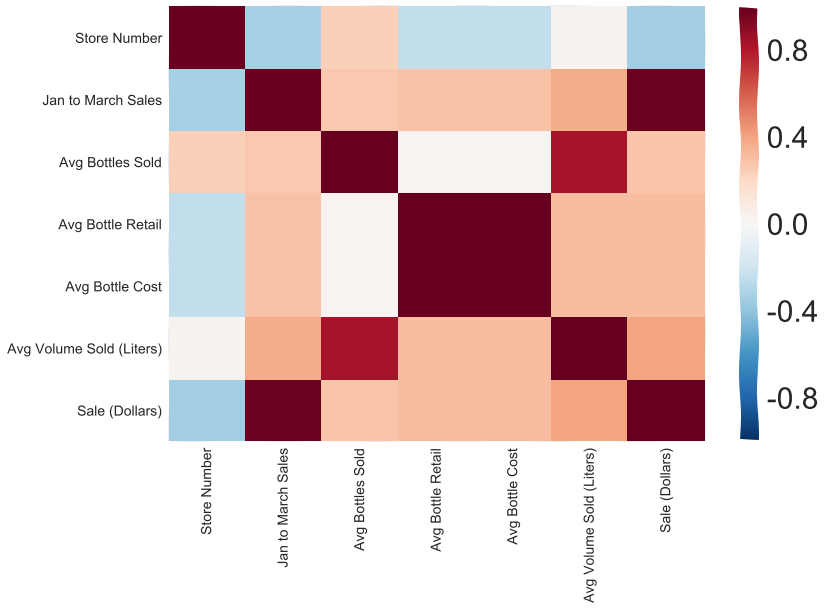 Store Number
Jan to March Sales
Avg Bottles Sold
Avg Bottle Retail
Avg Bottle Cost
Avg Volume Sold (Liters)
Sale (Dollars)
Store Number
Jan to March Sales
Avg Bottles Sold
Avg Bottle Retail
Avg Bottle Cost
Avg Volume Sold (Liters)
Sale (Dollars)
0.8
0.4
0.0
-0.4
-0.8